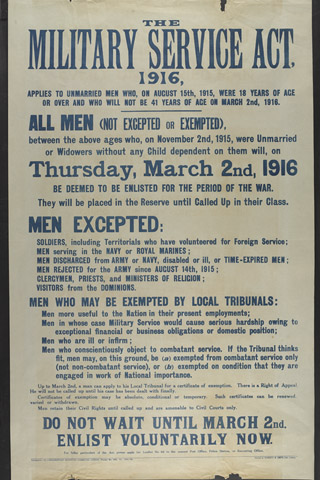 THE
MILITARY SERVICE ACT,
1916,
APPLIES TO UNMARRIED MEN WHO, ON AUGUST 15th, 1915, WERE 18 YEARS OF AGE
OR OVER AND WHO WILL NOT BE 41 YEARS OF AGE ON MARCH 2nd, 1916.
ALL MEN (NOT EXCEPTED OR EXEMPTED),
between the above ages who, on November 2nd, 1915, were Unmarried
or Widowers without any Child dependent on them will, on
Thursday, March 2nd, 1916
BE DEEMED TO BE ENLISTED FOR THE PERIOD OF THE WAR.
They will be placed in the Reserve until Called Up in their Class.
MEN EXCEPTED:
SOLDIERS, including Territorials who have volunteered for Foreign Service;
MEN serving in the NAVY or ROYAL MARINES;
MEN DISCHARGED from ARMY or NAVY, disabled or ill, or TIME-EXPIRED MEN;
MEN REJECTED for the ARMY since AUGUST 14th, 1915;
CLERGYMEN, PRIESTS, and MINISTERS OF RELIGION;
VISITORS from the DOMINIONS.
MEN WHO MAY BE EXEMPTED BY LOCAL TRIBUNALS:
Men more useful to the Nation in their present employments;
Men in whose case Military Service would cause serious hardship owing to
exceptional financial or business obligations or domestic position;
Men who are ill or infirm;
Men who conscientiously object to combatant service. If the Tribunal thinks
fit, men may, on this ground, be (a) exempted from combatant service only
(not non-combatant service), or (b) exempted on condition that they are
engaged in work of National importance.
Up to March 2nd, a man can apply to his Local Tribunal for a certificate of exemption. There is a Right of Appeal.
He will not be called up until his case has been dealt with finally.
Certificates of exemption may be absolute, conditional or temporary. Such certificates can be renewed,
varied or withdrawn.
Men retain their Civil Rights until called up and are amenable to Civil Courts only.
DO NOT WAIT UNTIL MARCH 2nd.
ENLIST VOLUNTARILY NOW.